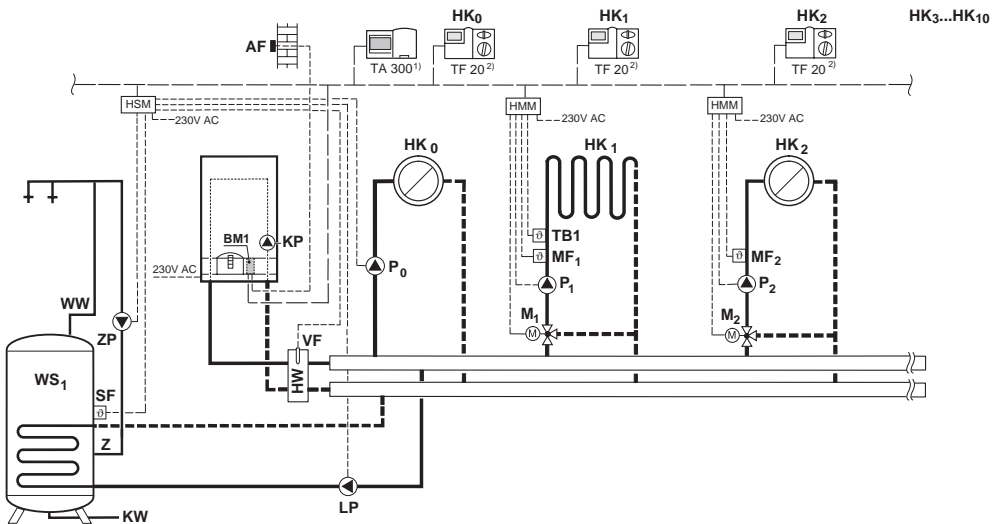 HK0 HK1 HK2 HK3...HK10
AF
TA 300 1) TF 20 2) TF 20 2) TF 20 2)
HSM HMM HMM
230V AC 230V AC 230V AC
HK 0 HK 1 HK 2
BM1 KP
TB1
MF1 MF2
230V AC
P0 P1 P2
WW
ZP
VF
M1 M M2 M
WS1
HW
SF
ϑ ϑ ϑ ϑ
Z
LP
KW